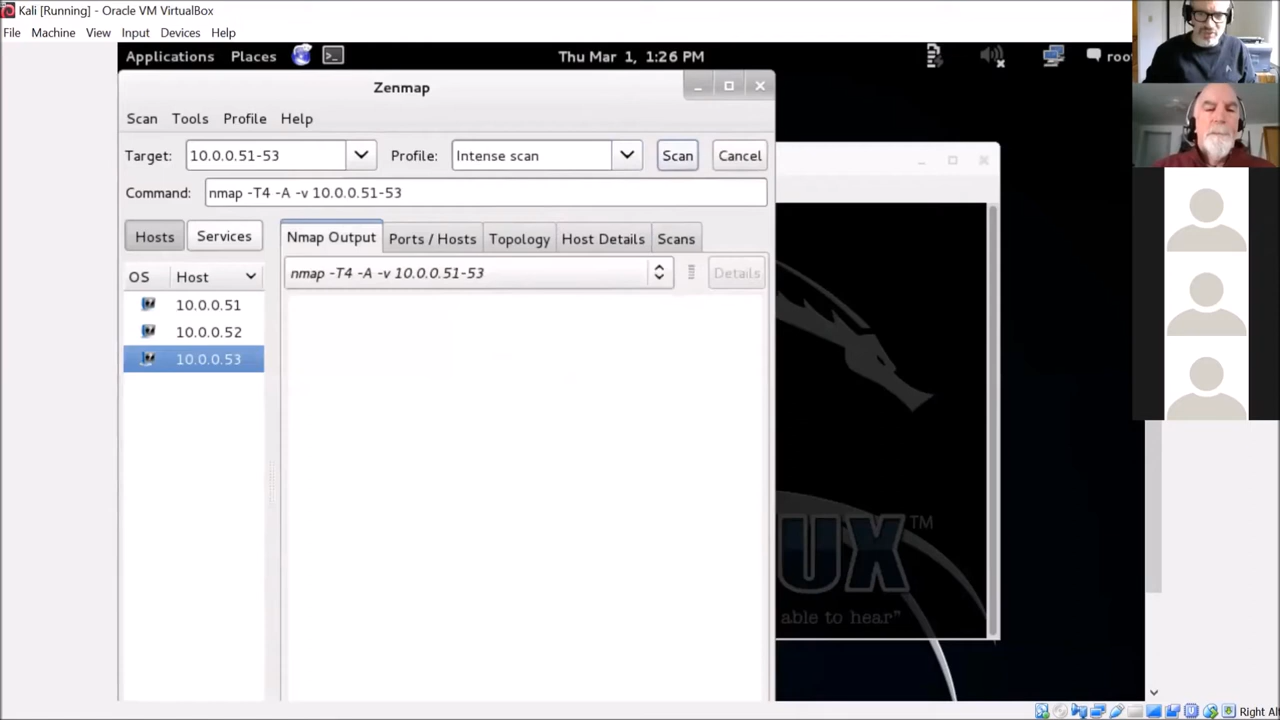 Kali [Running] - Oracle VM VirtualBox
File Machine View Input Devices Help
Applications Places Thu Mar 1, 1:26 PM roo
Zenmap
Scan Tools Profile Help
Target: 10.0.0.51-53 Profile: Intense scan Scan Cancel
Command: nmap -T4 -A -v 10.0.0.51-53
Hosts Services Nmap Output Ports / Hosts Topology Host Details Scans
OS Host nmap -T4 -A -v 10.0.0.51-53 Details
10.0.0.51
10.0.0.52
10.0.0.53
UX™
able to hear”
Right Al